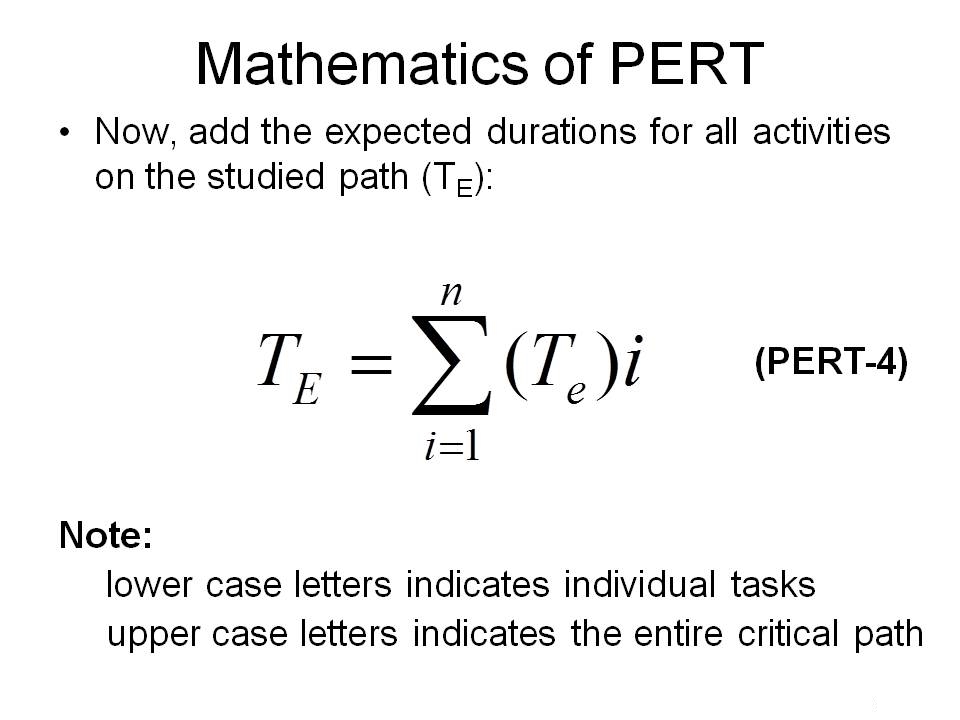 Mathematics of PERT
• Now, add the expected durations for all activities
on the studied path (T_E):
n
T_E = ∑ (T_e)i
i=1
(PERT-4)
Note:
lower case letters indicates individual tasks
upper case letters indicates the entire critical path